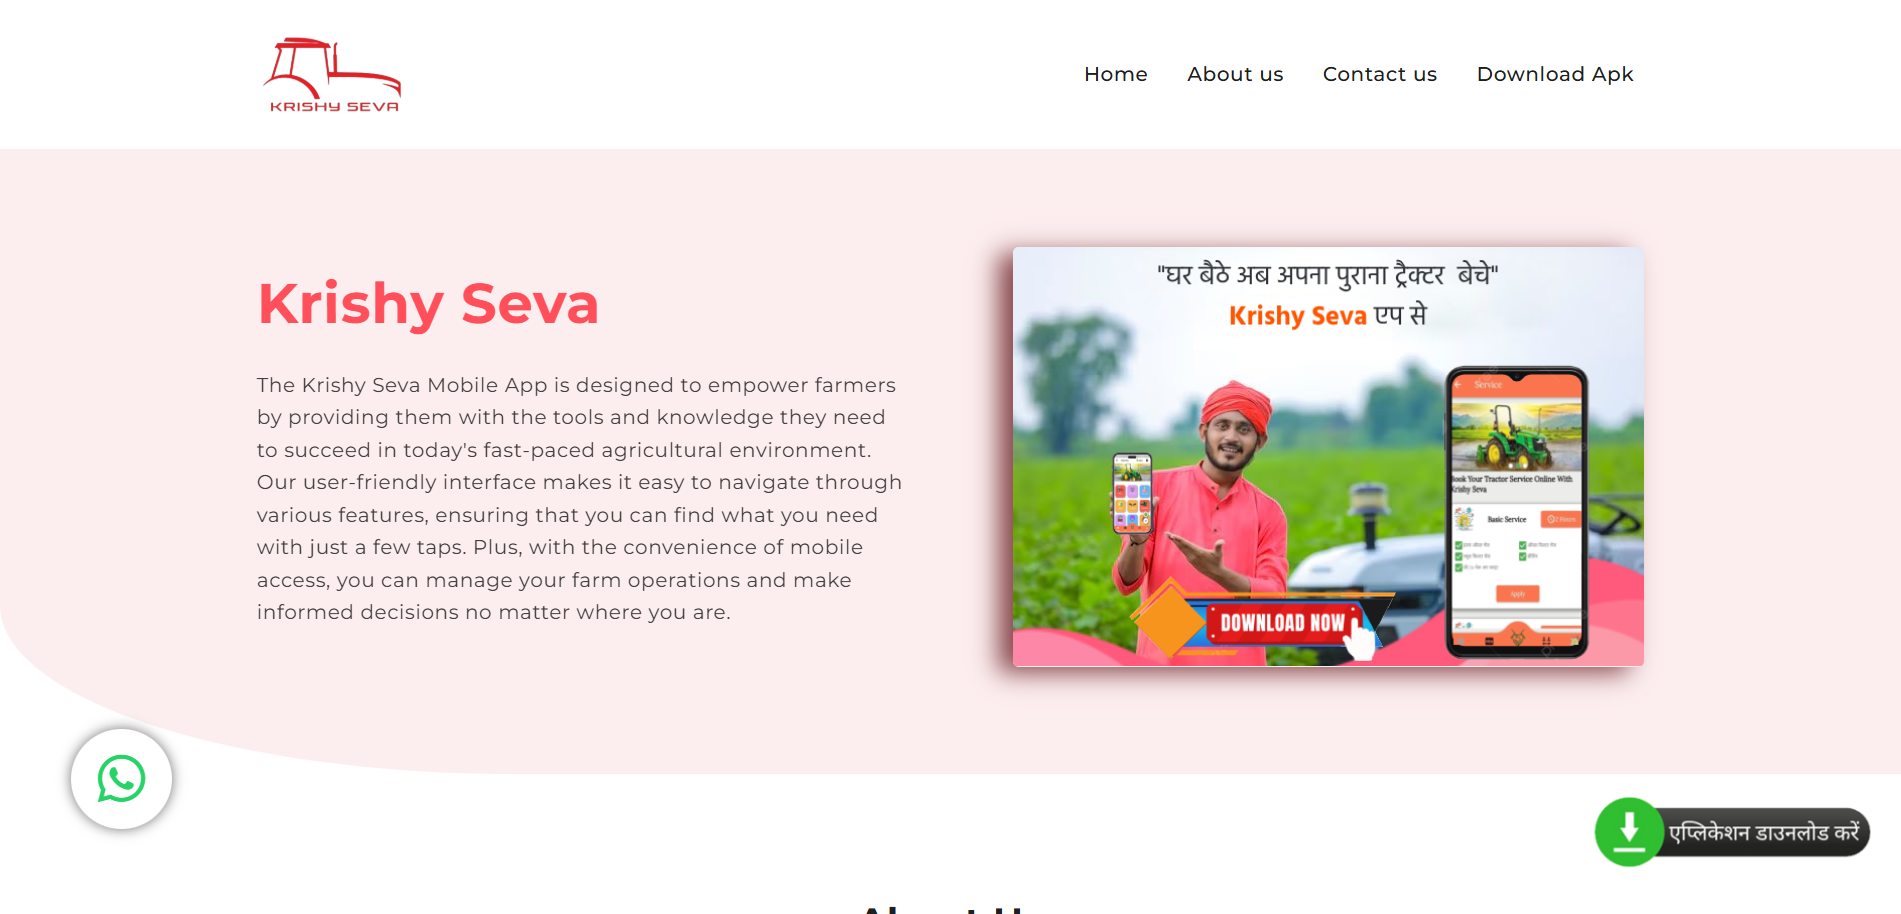 KRISHY SEVA
Home
About us
Contact us
Download Apk
Krishy Seva
The Krishy Seva Mobile App is designed to empower farmers
by providing them with the tools and knowledge they need
to succeed in today's fast-paced agricultural environment.
Our user-friendly interface makes it easy to navigate through
various features, ensuring that you can find what you need
with just a few taps. Plus, with the convenience of mobile
access, you can manage your farm operations and make
informed decisions no matter where you are.
"घर बैठे अब अपना पुराना ट्रैक्टर बेचे"
Krishy Seva एप से
Service
Book Your Tractor Service Online With
Krishy Seva
Basic Service
Apply
DOWNLOAD NOW
एप्लिकेशन डाउनलोड करें